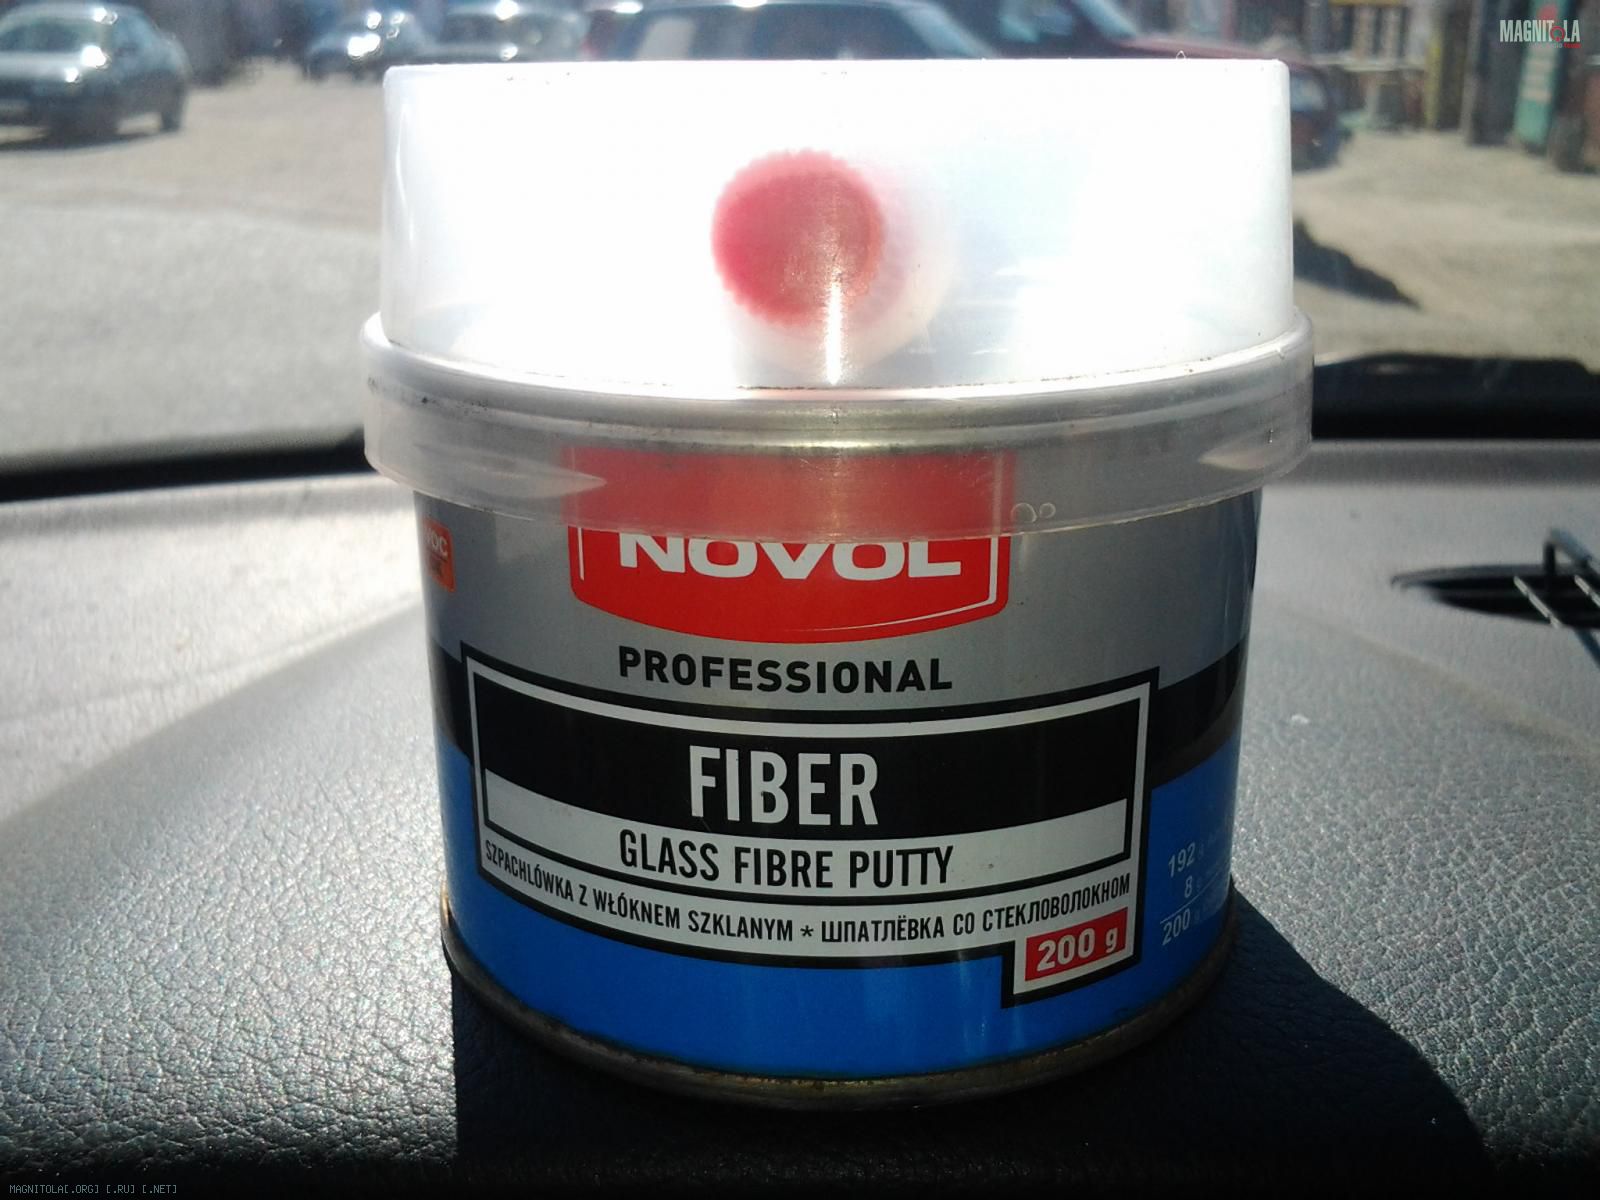 MAGNITOLA
NOVOL
PROFESSIONAL
FIBER
GLASS FIBRE PUTTY
SZPACHLÓWKA Z WŁÓKNEM SZKLANYM * ШПАТЛЁВКА СО СТЕКЛОВОЛОКНОМ
200 g
192
8
200
MAGNITOLA[.ORG] [.RU] [.NET]